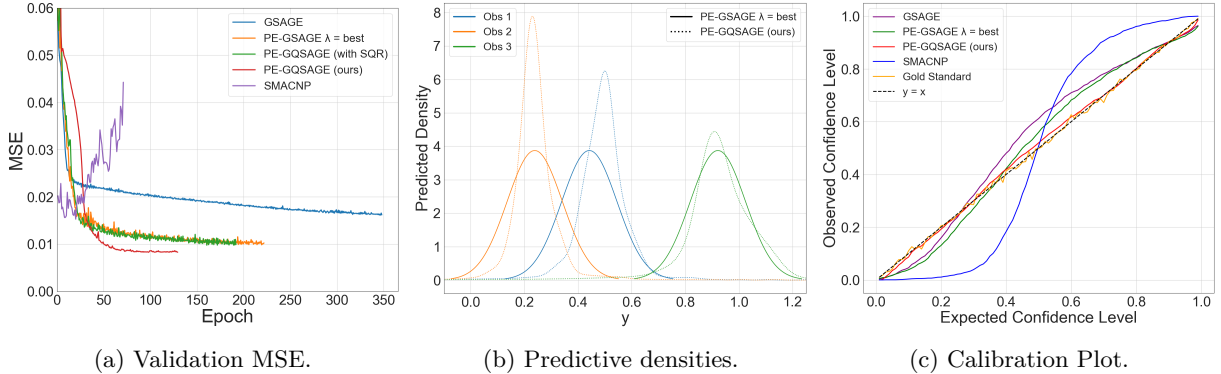 0.06
0.05
0.04
0.03
0.02
0.01
0.00
MSE
0
50
100
150
200
250
300
350
Epoch
GSAGE
PE-GSAGE λ = best
PE-GQSAGE (with SQR)
PE-GQSAGE (ours)
SMACNP
(a) Validation MSE.
8
7
6
5
4
3
2
1
0
Predicted Density
0.0
0.2
0.4
0.6
0.8
1.0
1.2
y
Obs 1
Obs 2
Obs 3
PE-GSAGE λ = best
PE-GQSAGE (ours)
(b) Predictive densities.
1.0
0.8
0.6
0.4
0.2
0.0
Observed Confidence Level
0.0
0.2
0.4
0.6
0.8
1.0
Expected Confidence Level
GSAGE
PE-GSAGE λ = best
PE-GQSAGE (ours)
SMACNP
Gold Standard
y = x
(c) Calibration Plot.